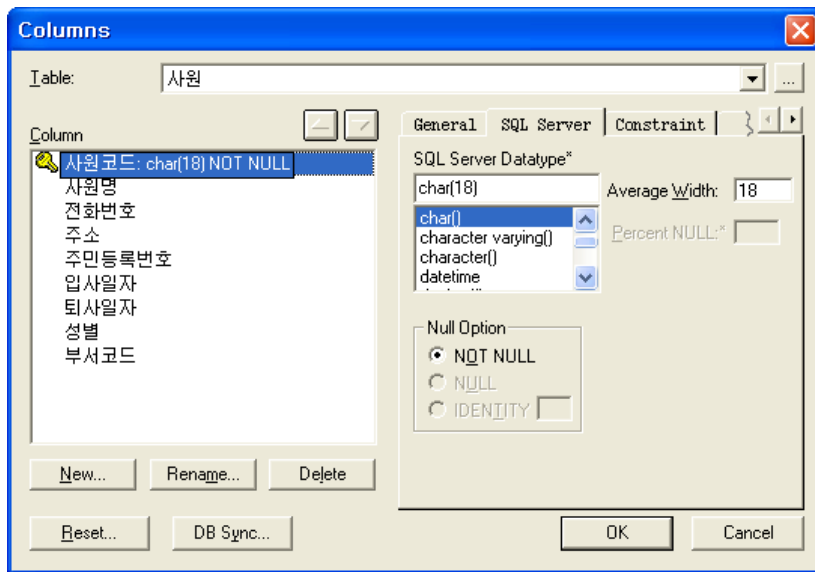 Columns
Table:
사원
...
Column
사원코드: char(18) NOT NULL
사원명
전화번호
주소
주민등록번호
입사일자
퇴사일자
성별
부서코드
New...
Rename...
Delete
Reset...
DB Sync...
General
SQL Server
Constraint
SQL Server Datatype*
char(18)
char()
character varying()
character()
datetime
Average Width:
18
Percent NULL:*
Null Option
NOT NULL
NULL
IDENTITY
OK
Cancel